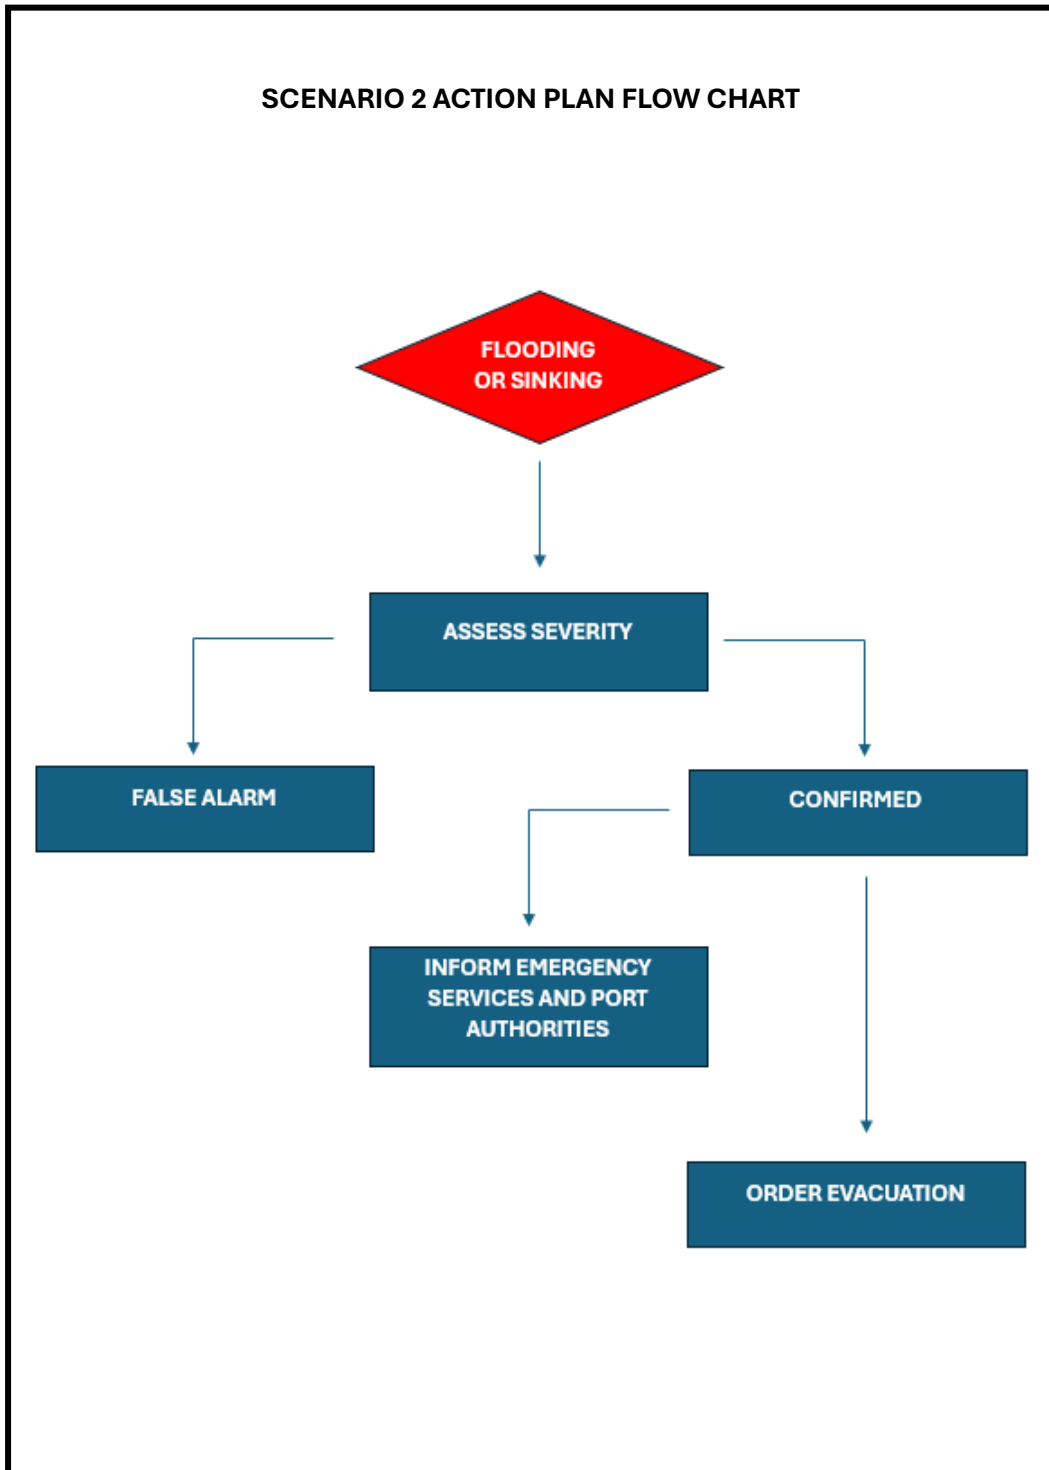 SCENARIO 2 ACTION PLAN FLOW CHART
FLOODING
OR SINKING
ASSESS SEVERITY
FALSE ALARM
CONFIRMED
INFORM EMERGENCY
SERVICES AND PORT
AUTHORITIES
ORDER EVACUATION